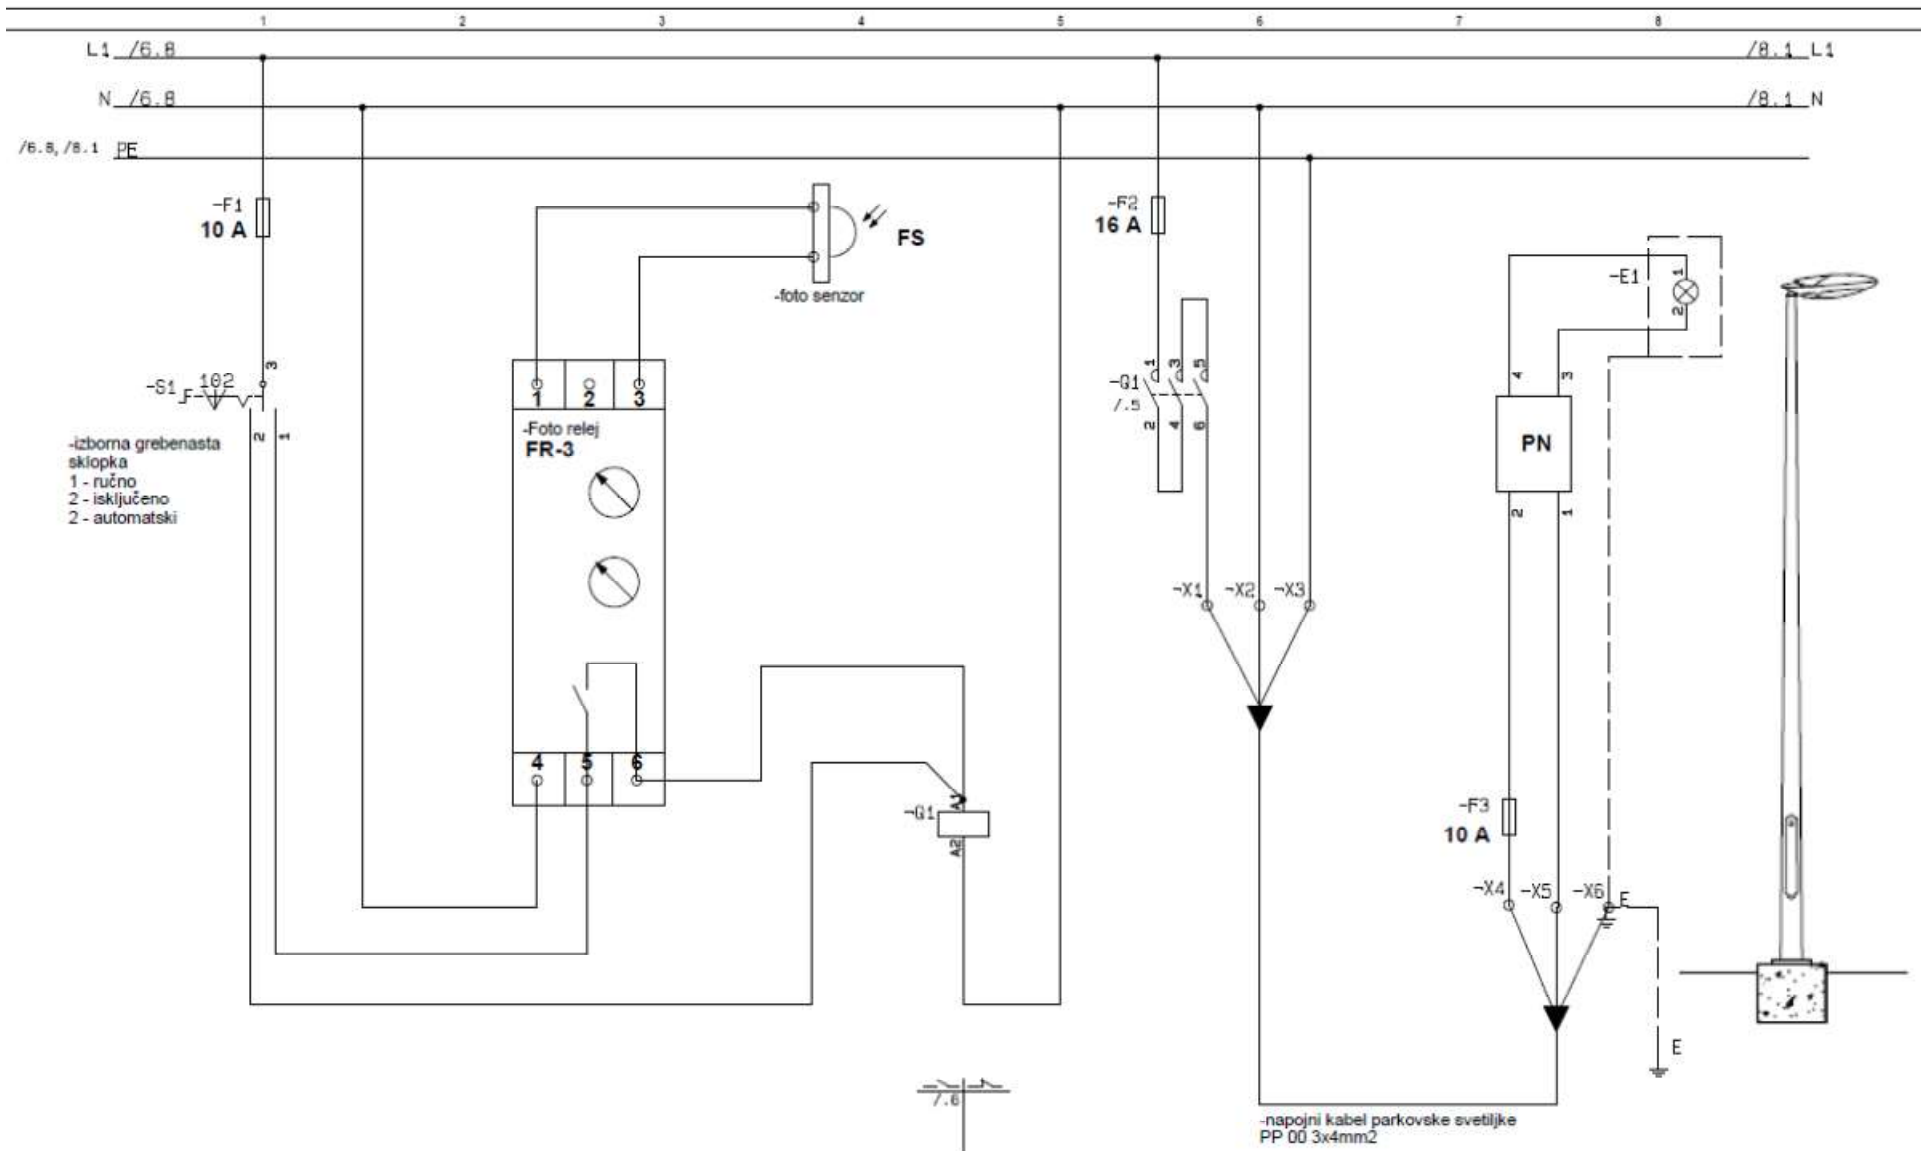 1 2 3 4 5 6 7 8
L1 /6.8 /8.1 L1
N /6.8 /8.1 N
/6.8,/8.1 PE
-F1
10 A
FS
-foto senzor
-F2
16 A
-E1
1
2
3
-S1 102
2 1
-izborna grebenasta
sklopka
1 - ručno
2 - isključeno
2 - automatski
1 2 3
-Foto relej
FR-3
4 5 6
-Q1
/.5
1 3 5
2 4 6
4 3
PN
2 1
-X1 -X2 -X3
A1
-Q1
A2
-F3
10 A
-X4 -X5 -X6 E
E
/.6
-napojni kabel parkovske svetiljke
PP 00 3x4mm2